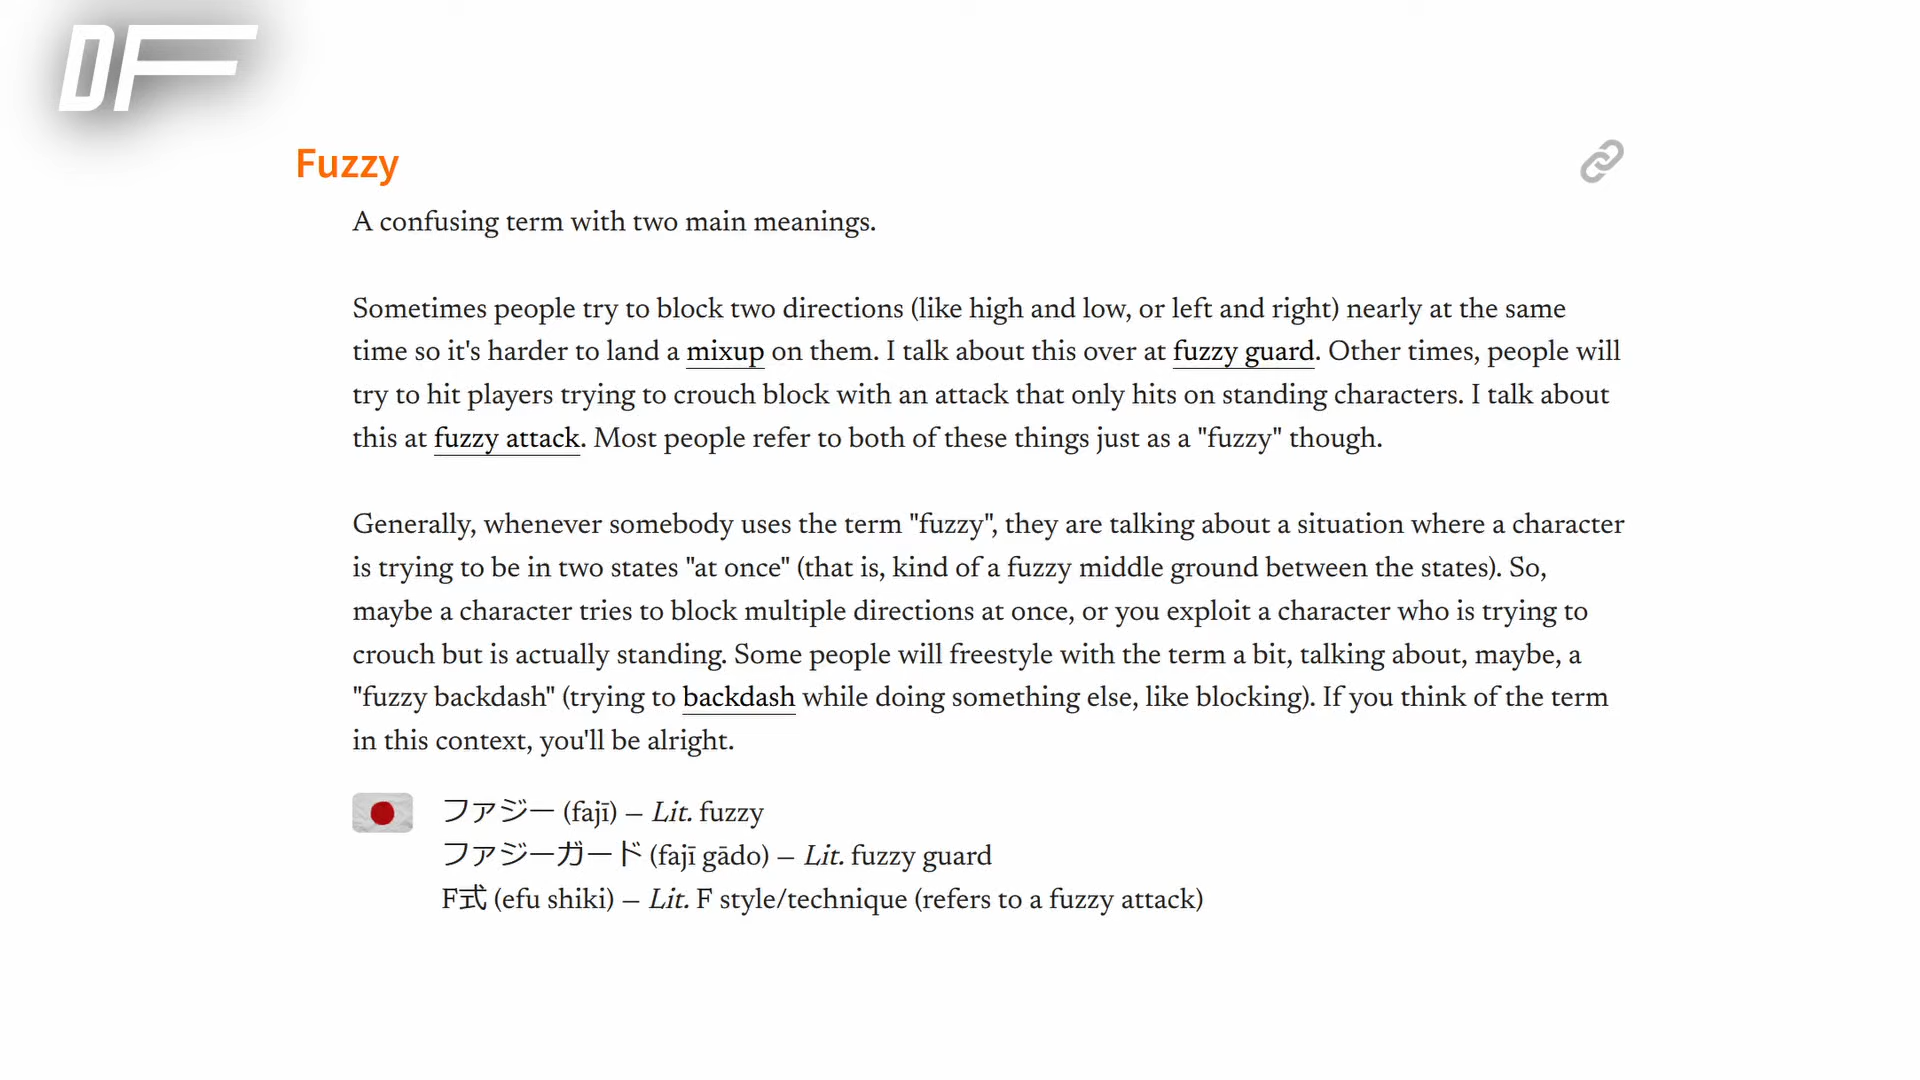 DF
Fuzzy
A confusing term with two main meanings.
Sometimes people try to block two directions (like high and low, or left and right) nearly at the same
time so it's harder to land a mixup on them. I talk about this over at fuzzy guard. Other times, people will
try to hit players trying to crouch block with an attack that only hits on standing characters. I talk about
this at fuzzy attack. Most people refer to both of these things just as a "fuzzy" though.
Generally, whenever somebody uses the term "fuzzy", they are talking about a situation where a character
is trying to be in two states "at once" (that is, kind of a fuzzy middle ground between the states). So,
maybe a character tries to block multiple directions at once, or you exploit a character who is trying to
crouch but is actually standing. Some people will freestyle with the term a bit, talking about, maybe, a
"fuzzy backdash" (trying to backdash while doing something else, like blocking). If you think of the term
in this context, you'll be alright.
ファジー (fajī) – Lit. fuzzy
ファジーガード (fajī gādo) – Lit. fuzzy guard
F式 (efu shiki) – Lit. F style/technique (refers to a fuzzy attack)